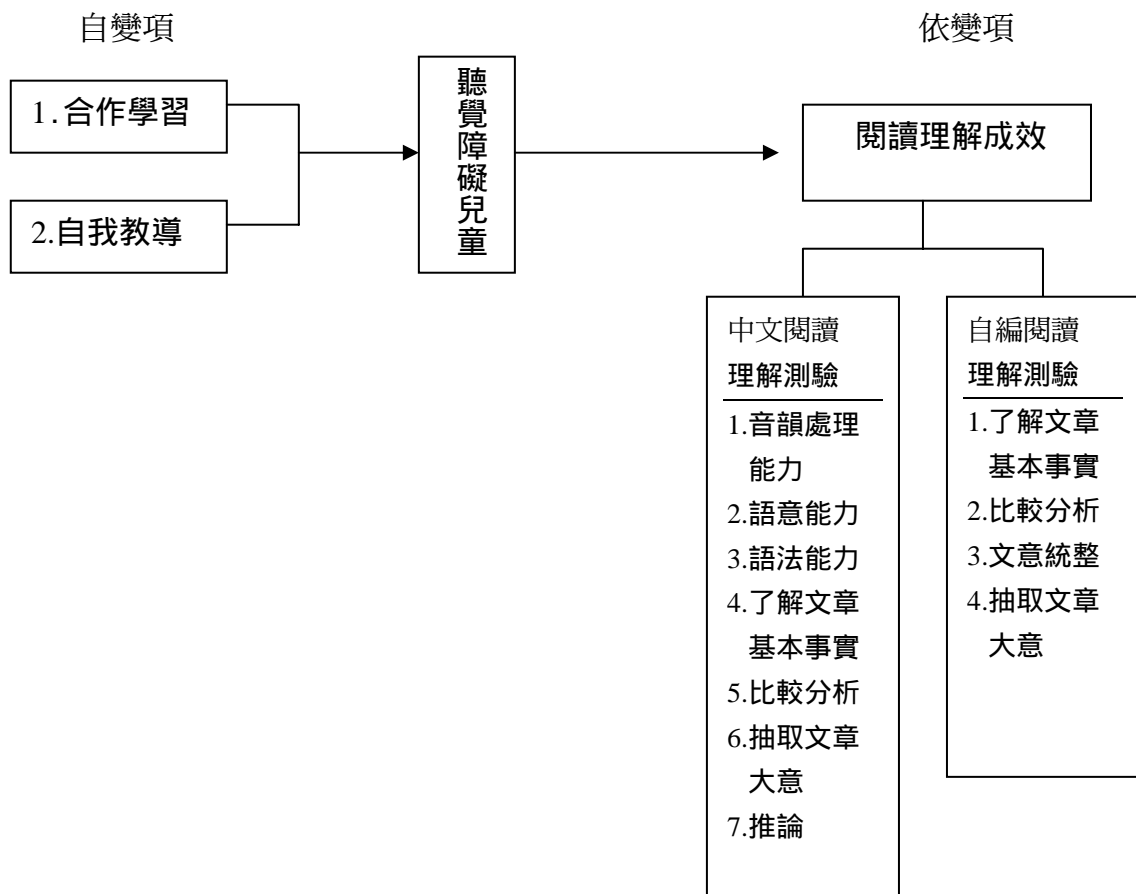 自變項
依變項
1.合作學習
2.自我教導
聽覺障礙兒童
閱讀理解成效
中文閱讀
理解測驗
1.音韻處理
能力
2.語意能力
3.語法能力
4.了解文章
基本事實
5.比較分析
6.抽取文章
大意
7.推論
自編閱讀
理解測驗
1.了解文章
基本事實
2.比較分析
3.文意統整
4.抽取文章
大意